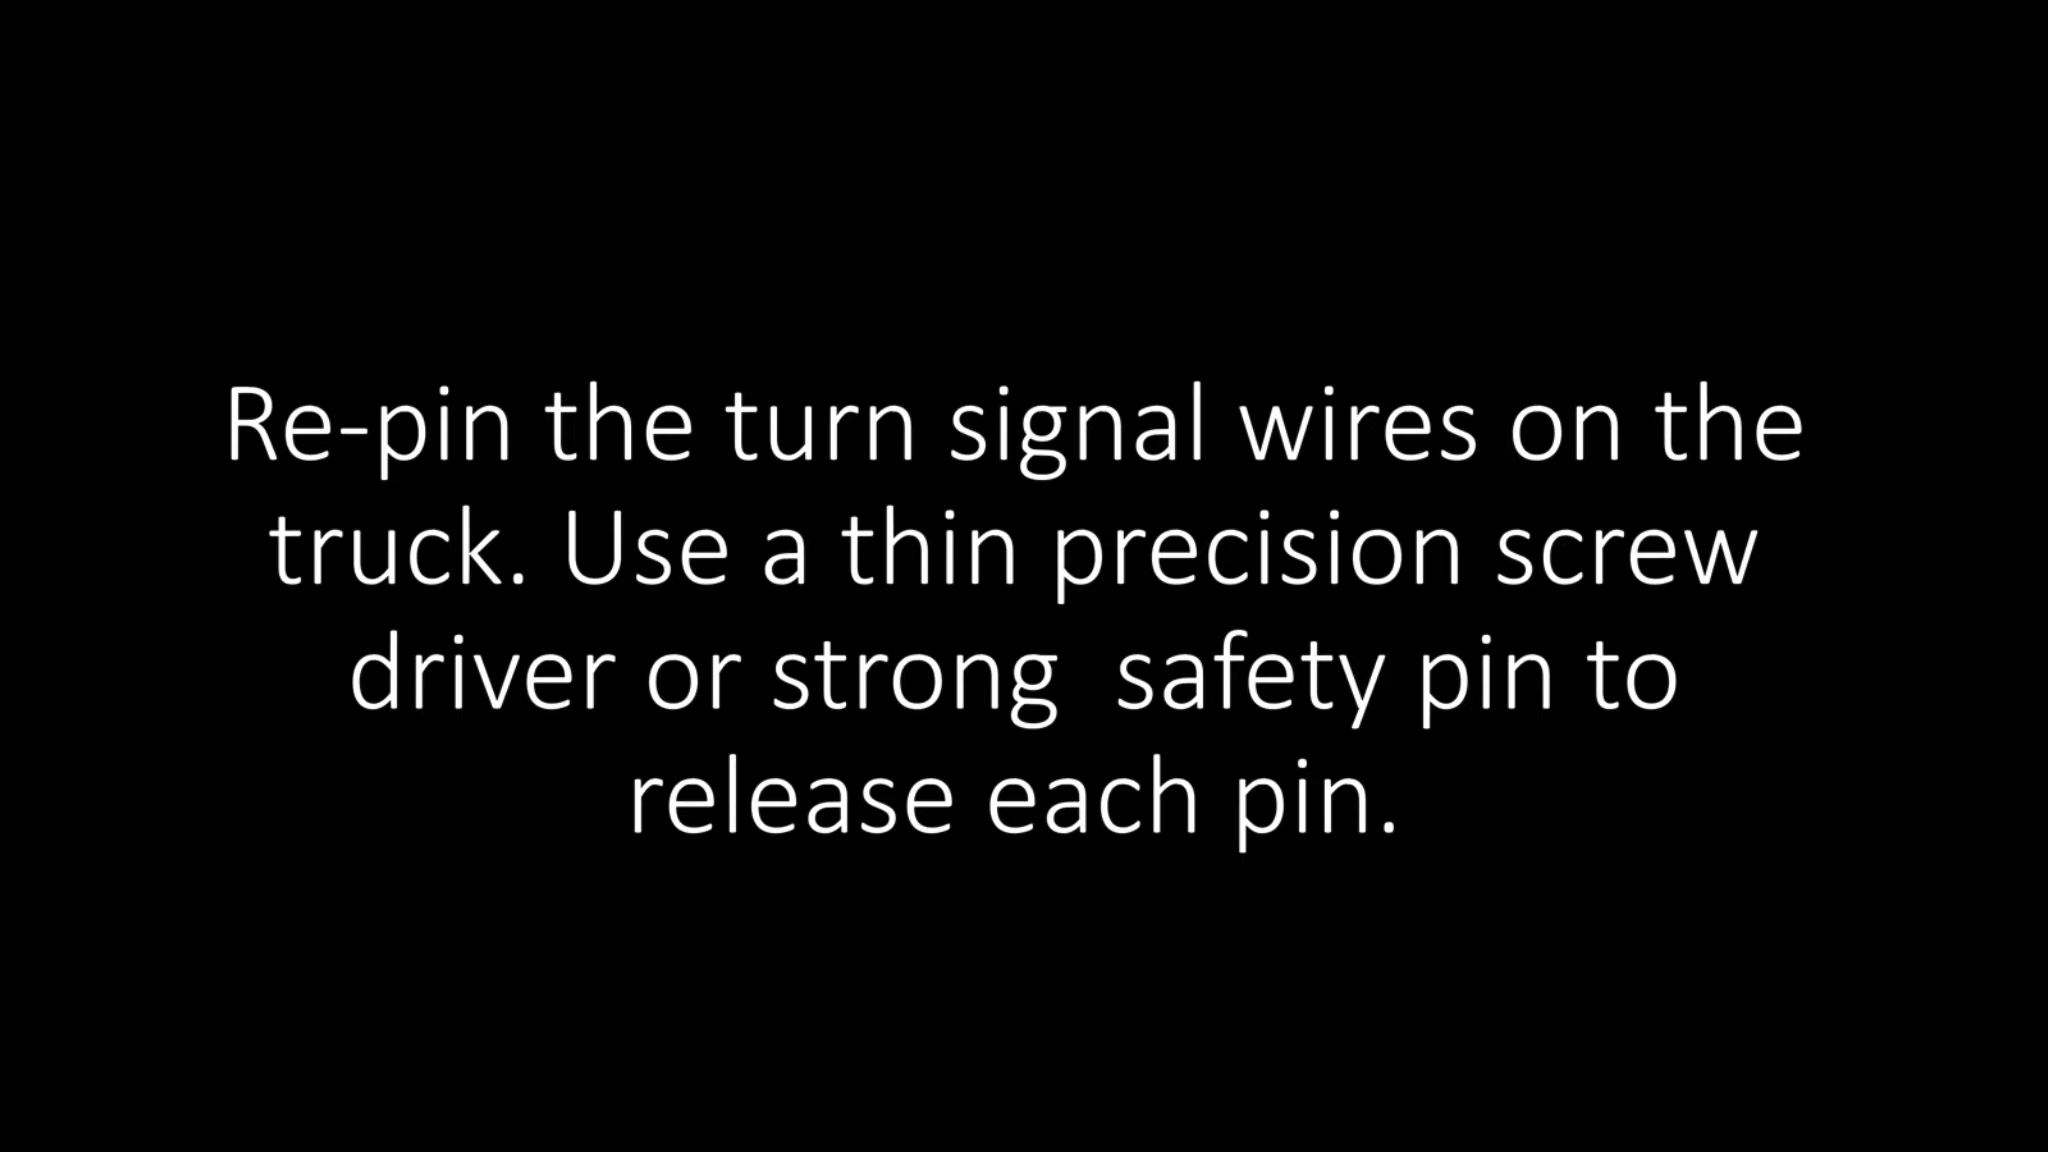 Re-pin the turn signal wires on the
truck. Use a thin precision screw
driver or strong  safety pin to
release each pin.